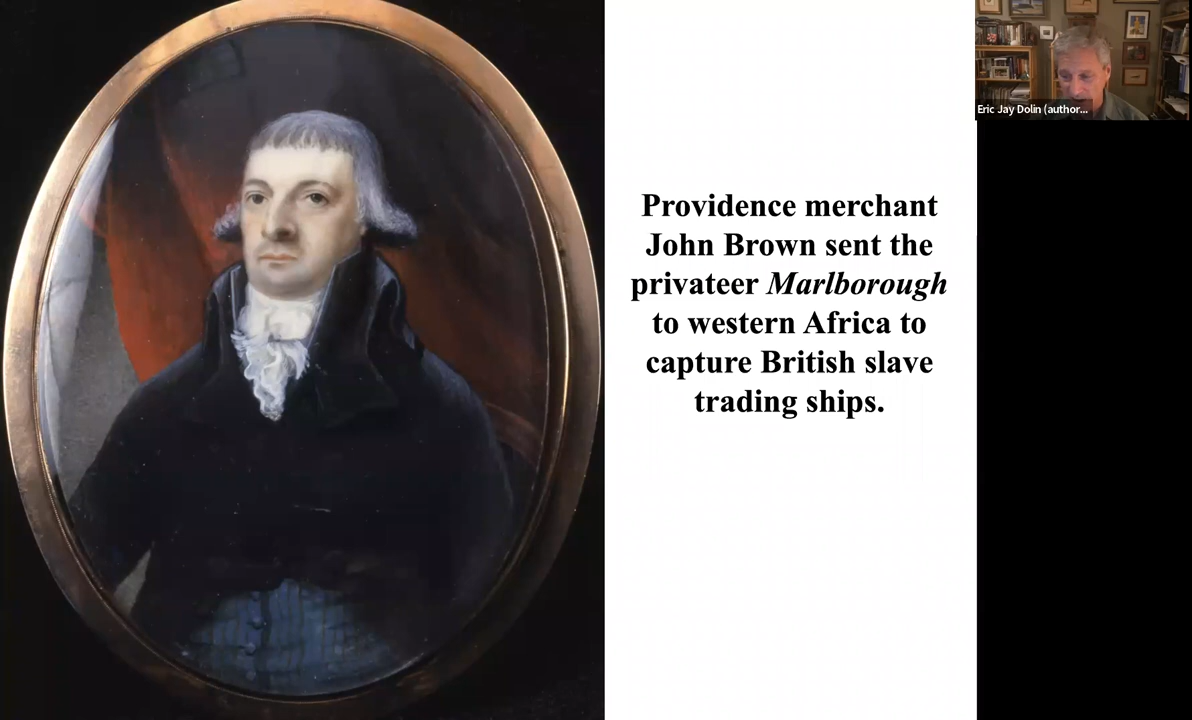 Providence merchant
John Brown sent the
privateer Marlborough
to western Africa to
capture British slave
trading ships.
Eric Jay Dolin (author...